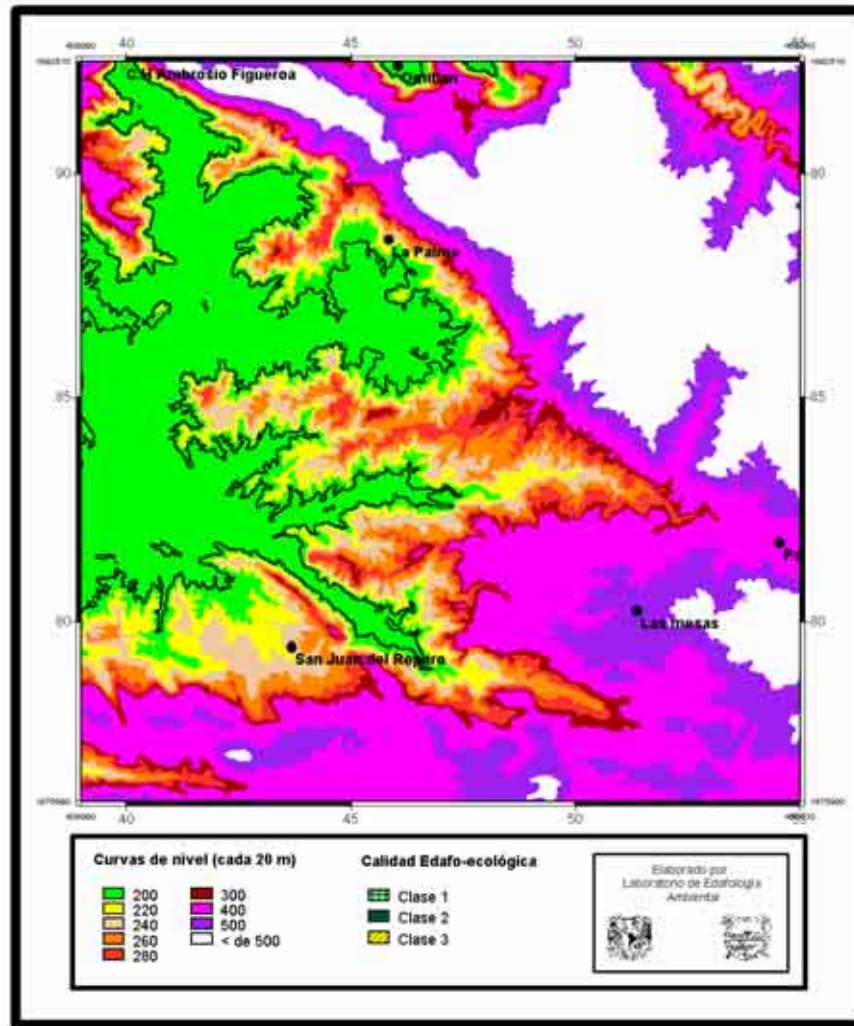 40 45 50
C.H Ambrosio Figueroa
90
La Palma
85 85
80 80
Las mesas
San Juan del Reparo
40 45 50
Curvas de nivel (cada 20 m)
200
220
240
260
280
300
400
500
< de 500
Calidad Edafo-ecológica
Clase 1
Clase 2
Clase 3
Elaborado por
Laboratorio de Edafología
Ambiental